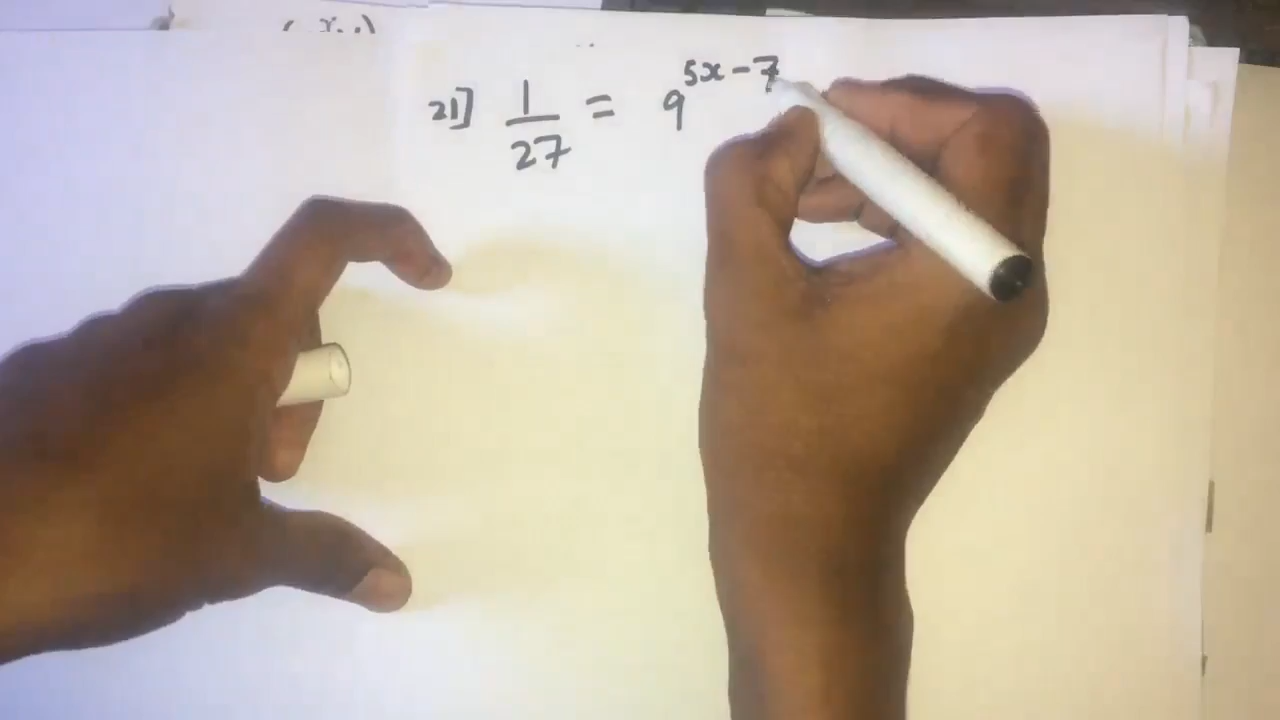 21] 1/27 = 9^(5x-7)